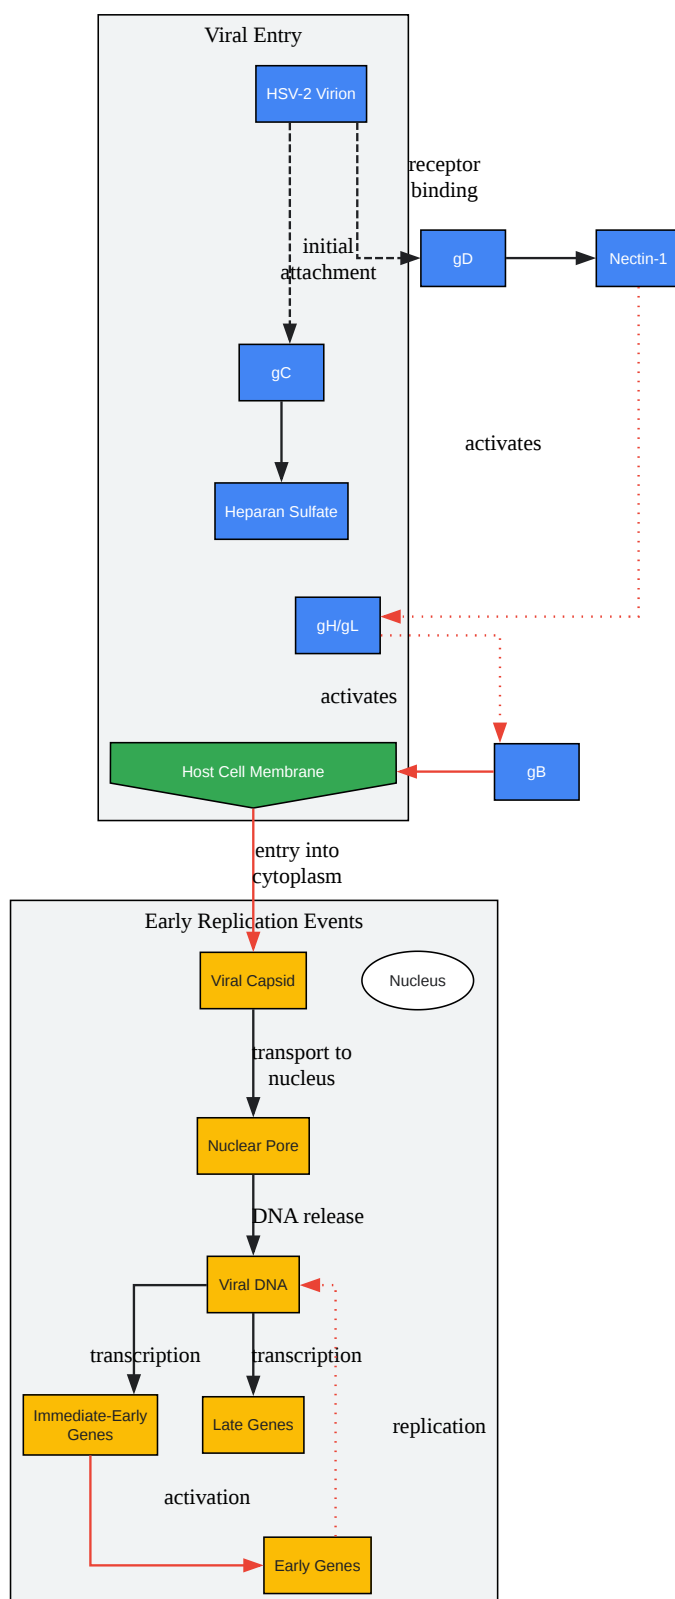 Viral Entry
HSV-2 Virion
receptor
binding
initial
attachment
gD
Nectin-1
gC
activates
Heparan Sulfate
gH/gL
activates
Host Cell Membrane
gB
entry into
cytoplasm
Early Replication Events
Viral Capsid
Nucleus
transport to
nucleus
Nuclear Pore
DNA release
Viral DNA
transcription
transcription
Immediate-Early
Genes
Late Genes
replication
activation
Early Genes